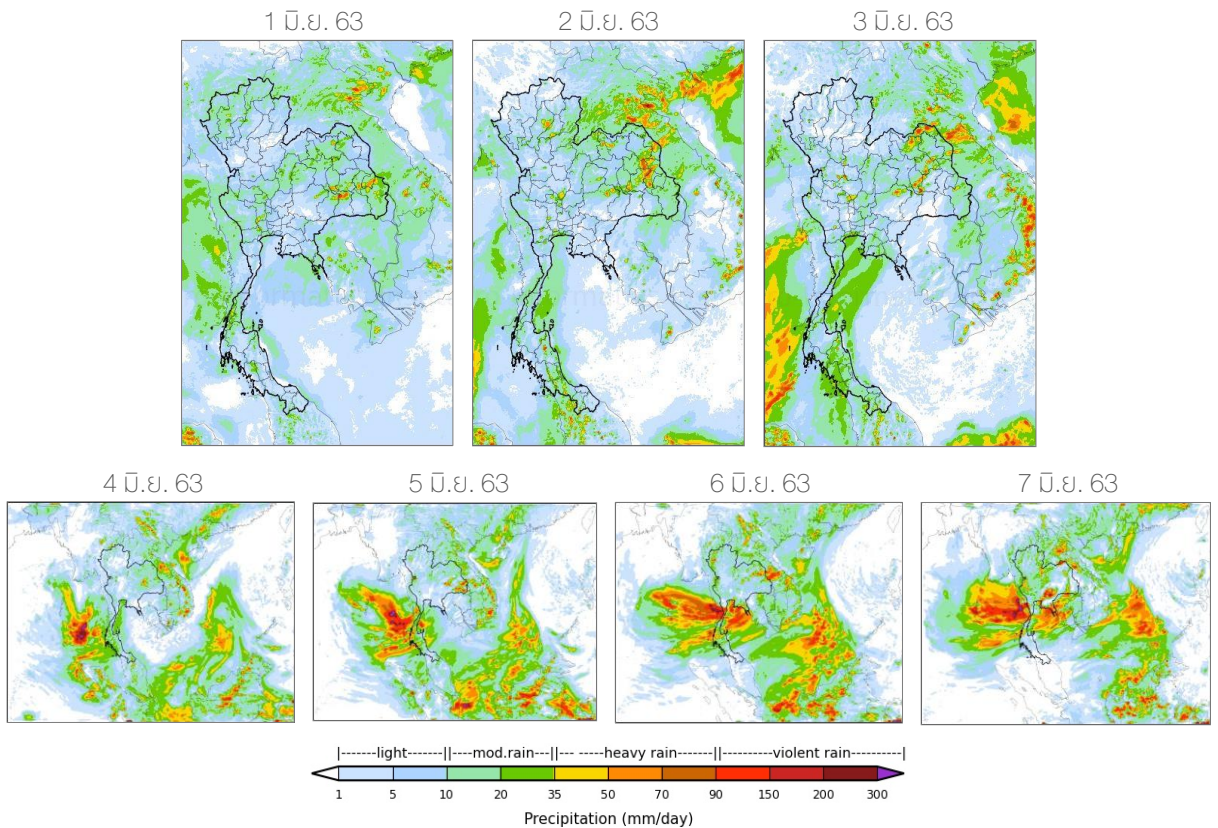 1 มิ.ย. 63
2 มิ.ย. 63
3 มิ.ย. 63
4 มิ.ย. 63
5 มิ.ย. 63
6 มิ.ย. 63
7 มิ.ย. 63
|-------light-------||----mod.rain---||--- -----heavy rain--------||----------violent rain-----------|
1 5 10 20 35 50 70 90 150 200 300
Precipitation (mm/day)